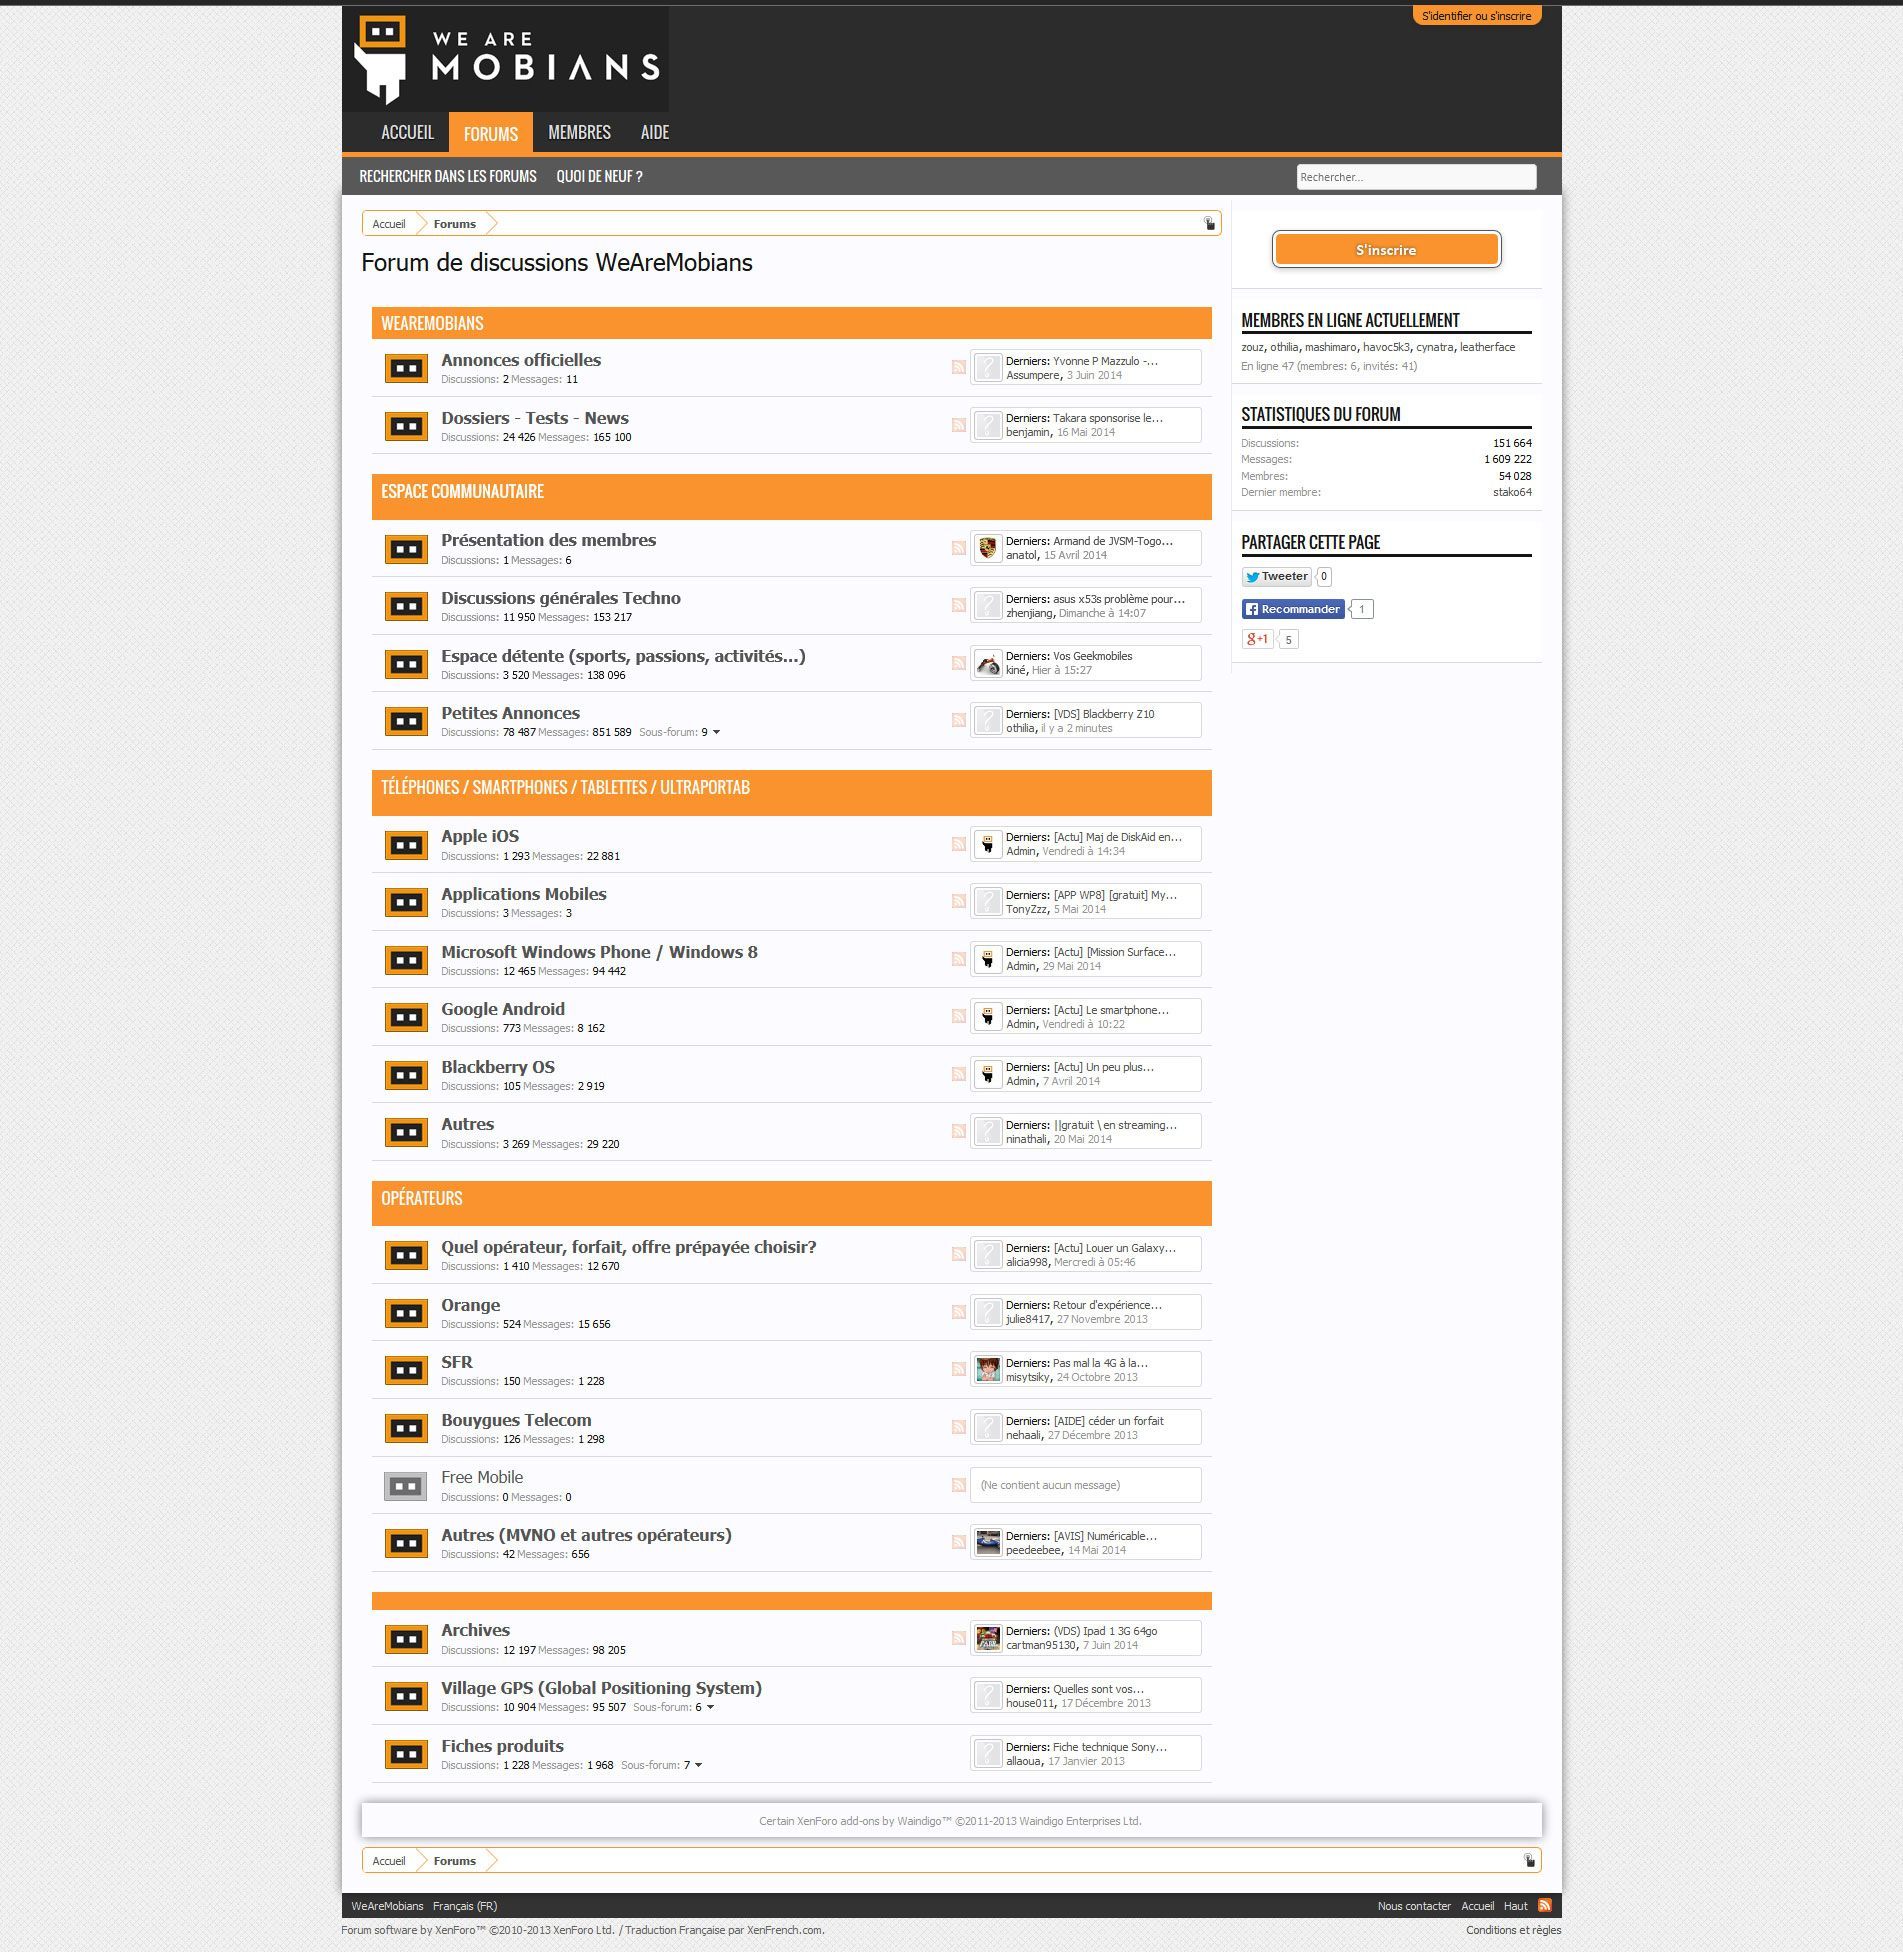 S'identifier ou s'inscrire
WE ARE
MOBIANS
ACCUEIL FORUMS MEMBRES AIDE
RECHERCHER DANS LES FORUMS QUOI DE NEUF ?
Rechercher...
Accueil Forums
Forum de discussions WeAreMobians
WEAREMOBIANS
Annonces officielles
Discussions: 2 Messages: 11
Derniers: Yvonne P Mazzulo -...
Assumpere, 3 Juin 2014
Dossiers - Tests - News
Discussions: 24 426 Messages: 165 100
Derniers: Takara sponsorise le...
benjamin, 16 Mai 2014
ESPACE COMMUNAUTAIRE
Présentation des membres
Discussions: 1 Messages: 6
Derniers: Armand de JVSM-Togo...
anatol, 15 Avril 2014
Discussions générales Techno
Discussions: 11 950 Messages: 153 217
Derniers: asus x53s problème pour...
zhenjiang, Dimanche à 14:07
Espace détente (sports, passions, activités...)
Discussions: 3 520 Messages: 138 096
Derniers: Vos Geekmobiles
kiné, Hier à 15:27
Petites Annonces
Discussions: 78 487 Messages: 851 589 Sous-forum: 9
Derniers: [VDS] Blackberry Z10
othilia, il y a 2 minutes
TÉLÉPHONES / SMARTPHONES / TABLETTES / ULTRAPORTAB
Apple iOS
Discussions: 1 293 Messages: 22 881
Derniers: [Actu] Maj de DiskAid en...
Admin, Vendredi à 14:34
Applications Mobiles
Discussions: 3 Messages: 3
Derniers: [APP WP8] [gratuit] My...
TonyZzz, 5 Mai 2014
Microsoft Windows Phone / Windows 8
Discussions: 12 465 Messages: 94 442
Derniers: [Actu] [Mission Surface...
Admin, 29 Mai 2014
Google Android
Discussions: 773 Messages: 8 162
Derniers: [Actu] Le smartphone...
Admin, Vendredi à 10:22
Blackberry OS
Discussions: 105 Messages: 2 919
Derniers: [Actu] Un peu plus...
Admin, 7 Avril 2014
Autres
Discussions: 3 269 Messages: 29 220
Derniers: ||gratuit \ en streaming...
ninathali, 20 Mai 2014
OPÉRATEURS
Quel opérateur, forfait, offre prépayée choisir?
Discussions: 1 410 Messages: 12 670
Derniers: [Actu] Louer un Galaxy...
alicia998, Mercredi à 05:46
Orange
Discussions: 524 Messages: 15 656
Derniers: Retour d'expérience...
julie8417, 27 Novembre 2013
SFR
Discussions: 150 Messages: 1 228
Derniers: Pas mal la 4G à la...
misytsiky, 24 Octobre 2013
Bouygues Telecom
Discussions: 126 Messages: 1 298
Derniers: [AIDE] céder un forfait
nehaali, 27 Décembre 2013
Free Mobile
Discussions: 0 Messages: 0
(Ne contient aucun message)
Autres (MVNO et autres opérateurs)
Discussions: 42 Messages: 656
Derniers: [AVIS] Numéricable...
peedeebee, 14 Mai 2014
Archives
Discussions: 12 197 Messages: 98 205
Derniers: (VDS) Ipad 1 3G 64go
cartman95130, 7 Juin 2014
Village GPS (Global Positioning System)
Discussions: 10 904 Messages: 95 507 Sous-forum: 6
Derniers: Quelles sont vos...
house011, 17 Décembre 2013
Fiches produits
Discussions: 1 228 Messages: 1 968 Sous-forum: 7
Derniers: Fiche technique Sony...
allaoua, 17 Janvier 2013
S'inscrire
MEMBRES EN LIGNE ACTUELLEMENT
zouz, othilia, mashimaro, havoc5k3, cynatra, leatherface
En ligne 47 (membres: 6, invités: 41)
STATISTIQUES DU FORUM
Discussions: 151 664
Messages: 1 609 222
Membres: 54 028
Dernier membre: stako64
PARTAGER CETTE PAGE
Tweeter 0
Recommander 1
g+1 5
Certain XenForo add-ons by Waindigo™ ©2011-2013 Waindigo Enterprises Ltd.
Accueil Forums
WeAreMobians Français (FR) Nous contacter Accueil Haut
Forum software by XenForo™ ©2010-2013 XenForo Ltd. / Traduction Française par XenFrench.com. Conditions et règles